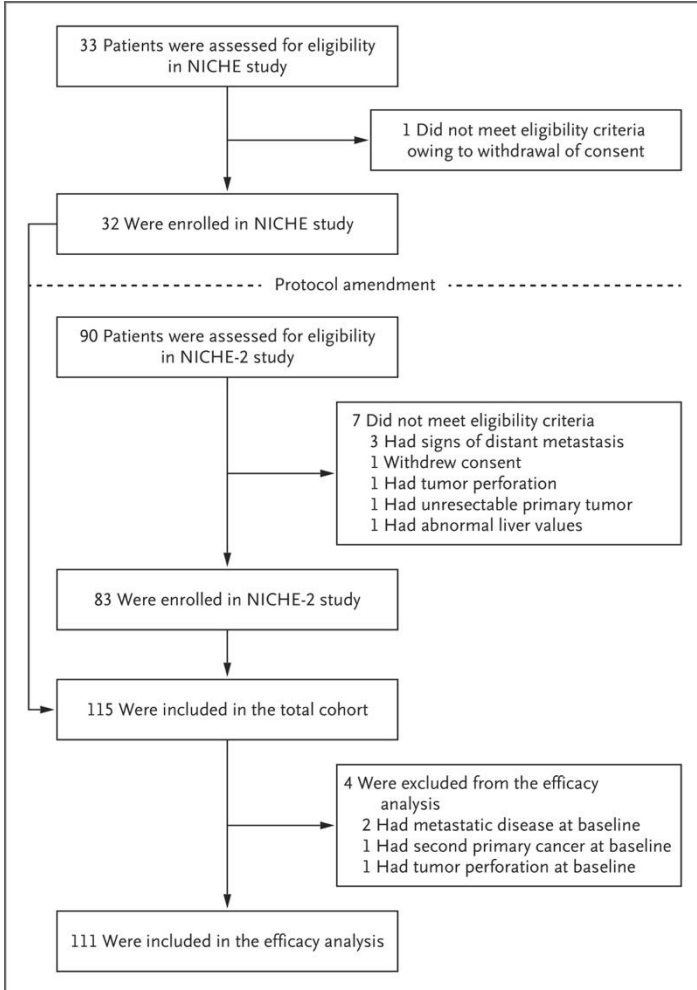 33 Patients were assessed for eligibility
in NICHE study
1 Did not meet eligibility criteria
owing to withdrawal of consent
32 Were enrolled in NICHE study
Protocol amendment
90 Patients were assessed for eligibility
in NICHE-2 study
7 Did not meet eligibility criteria
3 Had signs of distant metastasis
1 Withdrew consent
1 Had tumor perforation
1 Had unresectable primary tumor
1 Had abnormal liver values
83 Were enrolled in NICHE-2 study
115 Were included in the total cohort
4 Were excluded from the efficacy
analysis
2 Had metastatic disease at baseline
1 Had second primary cancer at baseline
1 Had tumor perforation at baseline
111 Were included in the efficacy analysis